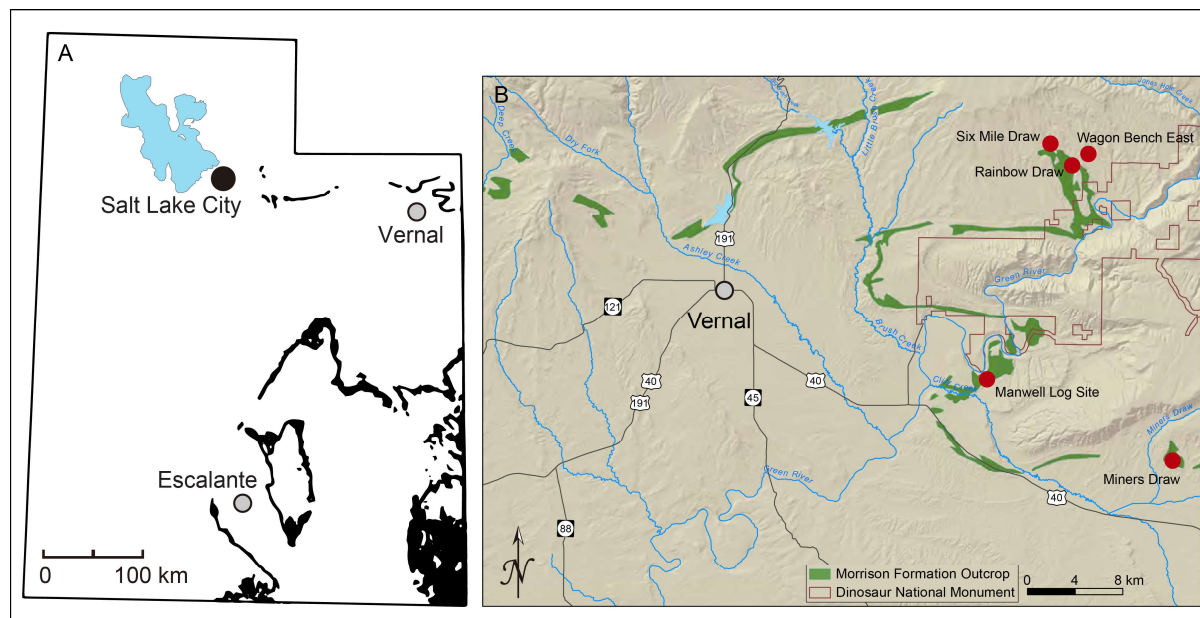 A
Salt Lake City
Vernal
Escalante
0 100 km
B
Deep Creek
Dry Fork
Little Brush Creek
Jones Hole Creek
Six Mile Draw
Wagon Bench East
Rainbow Draw
191
Ashley Creek
Green River
121
Vernal
Brush Creek
40
40
191
45
Manwell Log Site
Miners Draw
Green River
Miners Draw
40
88
N
Morrison Formation Outcrop
Dinosaur National Monument
0 4 8 km